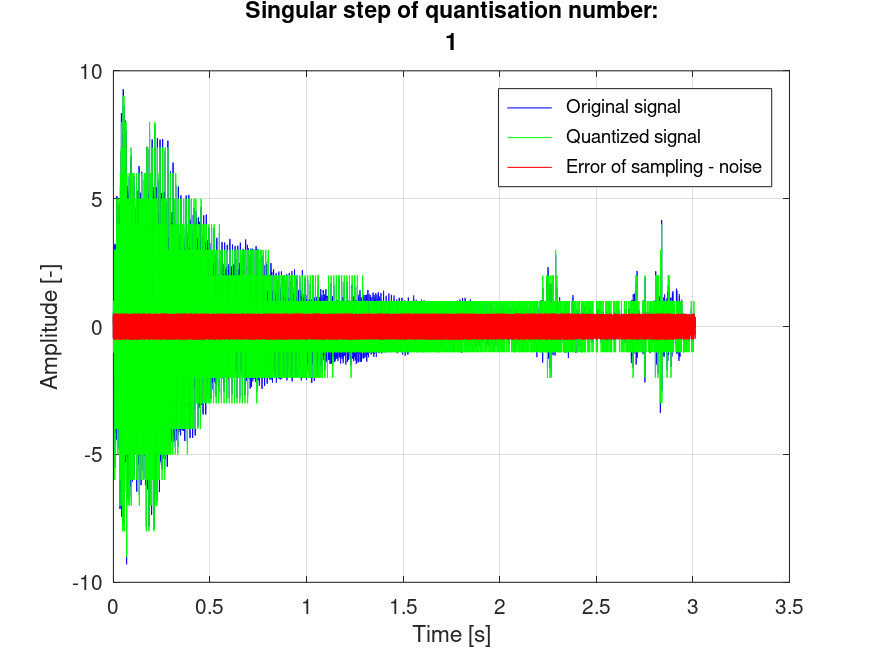 Singular step of quantisation number:
1
Original signal
Quantized signal
Error of sampling - noise
Amplitude [-]
10
5
0
-5
-10
0
0.5
1
1.5
2
2.5
3
3.5
Time [s]